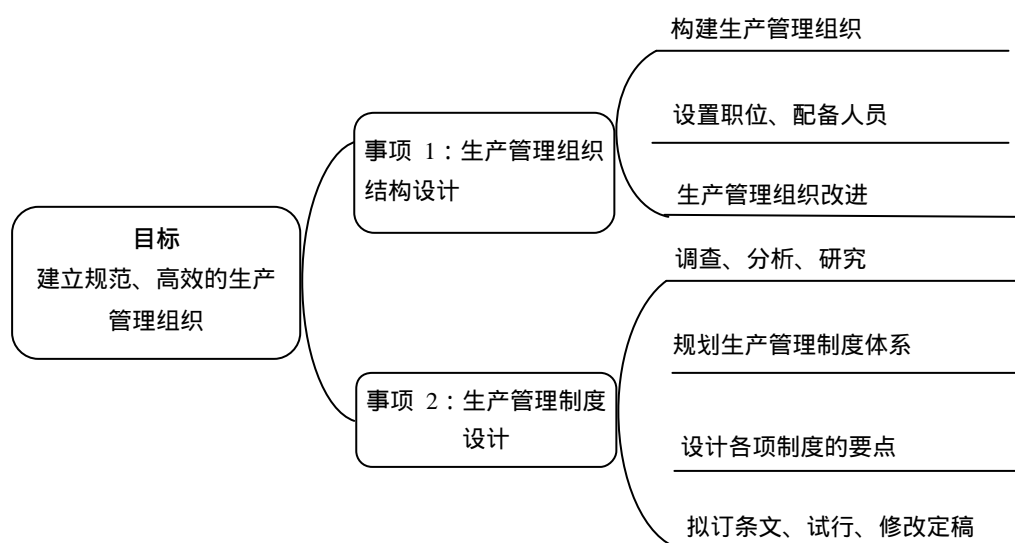 构建生产管理组织
设置职位、配备人员
事项 1：生产管理组织
结构设计
生产管理组织改进
目标
建立规范、高效的生产
管理组织
调查、分析、研究
规划生产管理制度体系
事项 2：生产管理制度
设计
设计各项制度的要点
拟订条文、试行、修改定稿